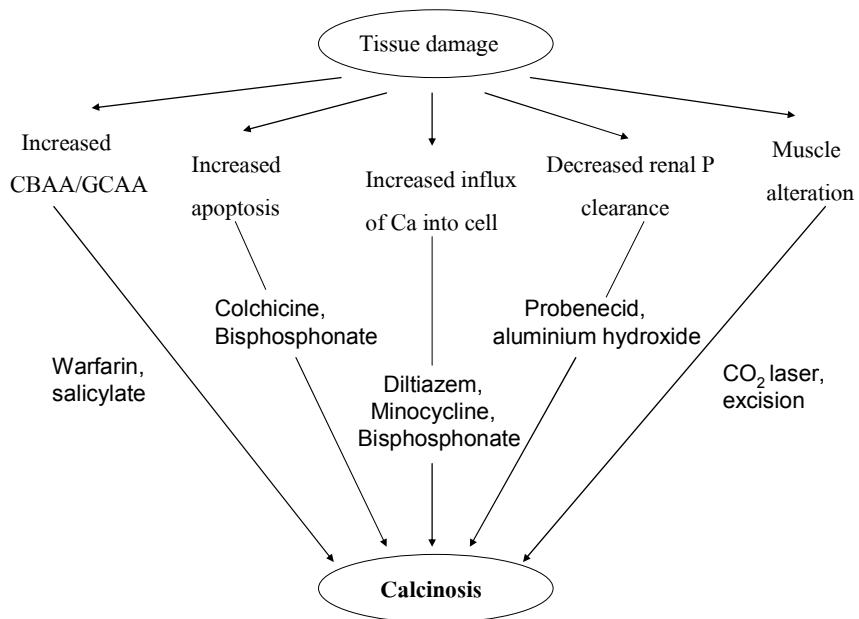 Tissue damage
Increased
CBAA/GCAA
Increased
apoptosis
Increased influx
of Ca into cell
Decreased renal P
clearance
Muscle
alteration
Colchicine,
Bisphosphonate
Probenecid,
aluminium hydroxide
Warfarin,
salicylate
Diltiazem,
Minocycline,
Bisphosphonate
CO₂ laser,
excision
Calcinosis